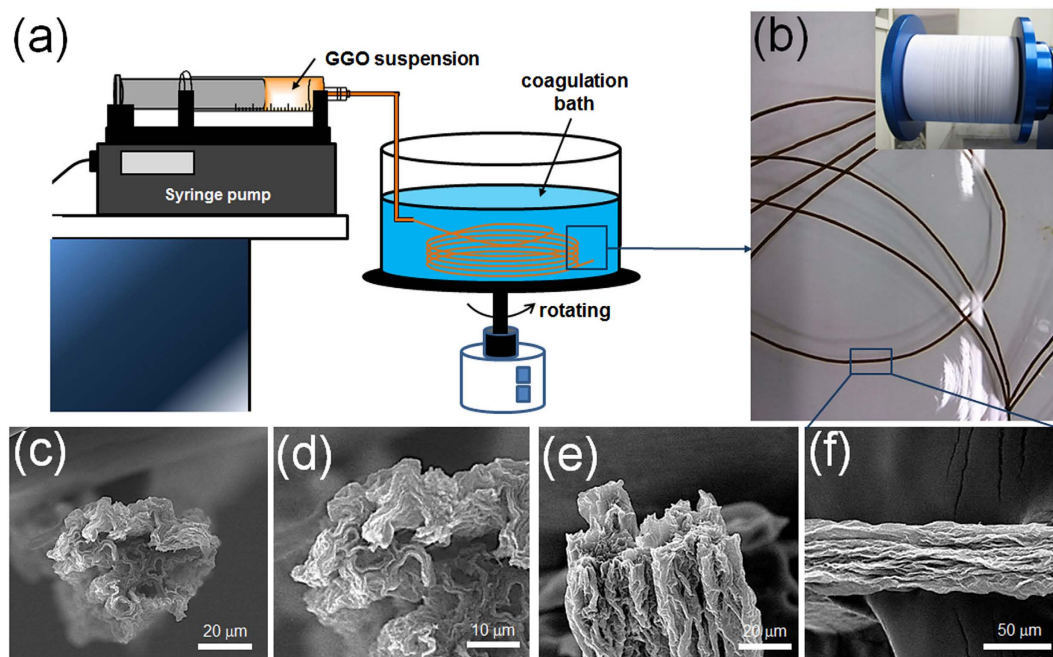 (a)
GGO suspension
coagulation
bath
Syringe pump
rotating
(b)
(c)
20 μm
(d)
10 μm
(e)
20 μm
(f)
50 μm